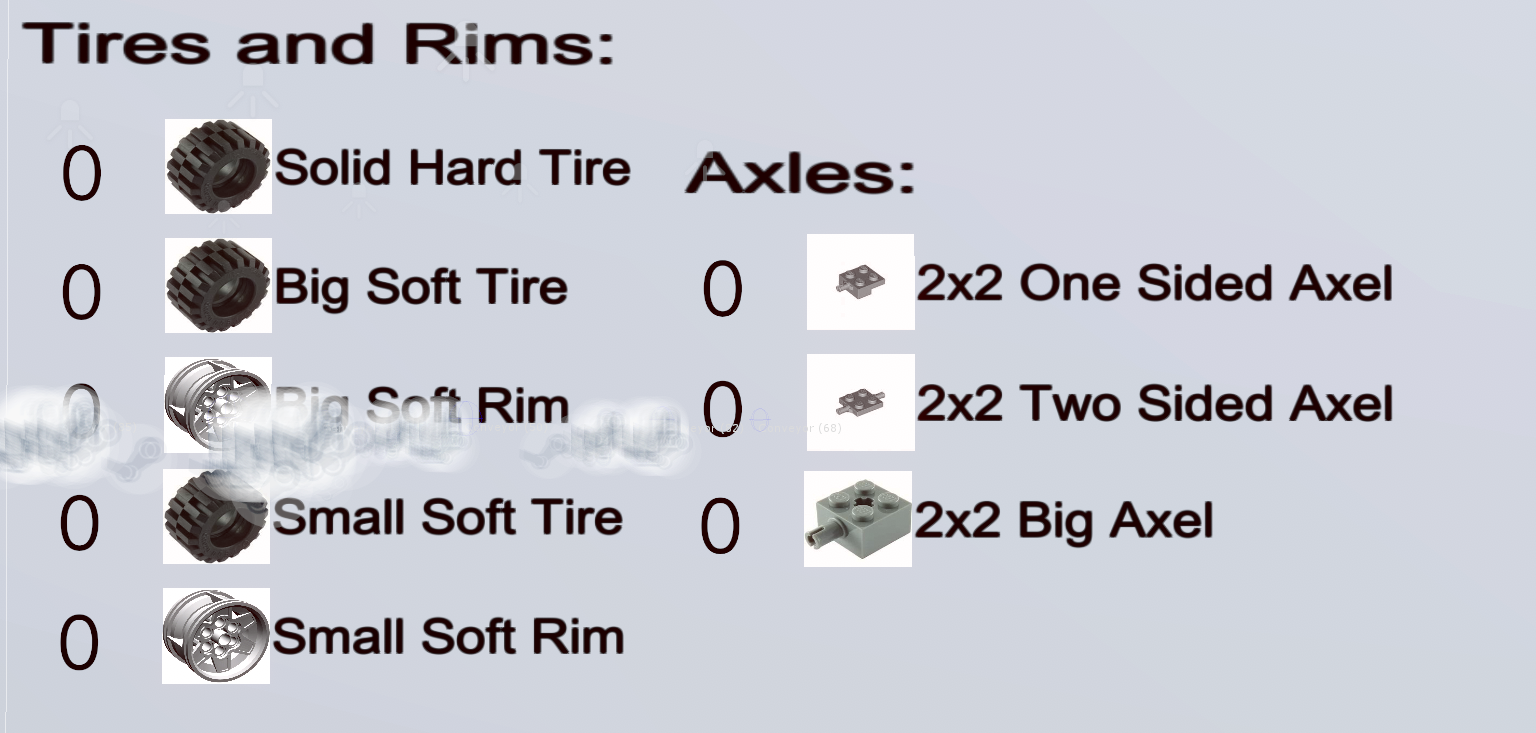 Tires and Rims:
0 Solid Hard Tire
0 Big Soft Tire
0 Big Soft Rim
0 Small Soft Tire
0 Small Soft Rim
Axles:
0 2x2 One Sided Axel
0 2x2 Two Sided Axel
(68)
0 2x2 Big Axel